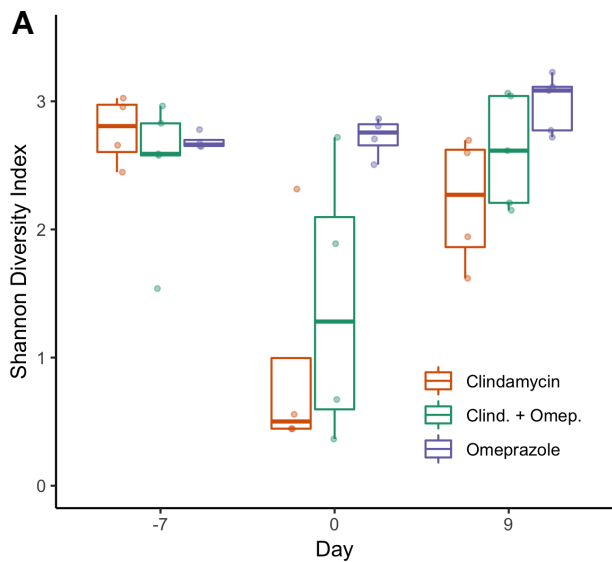 A
Shannon Diversity Index
3
2
1
0
-7
0
9
Day
Clindamycin
Clind. + Omep.
Omeprazole